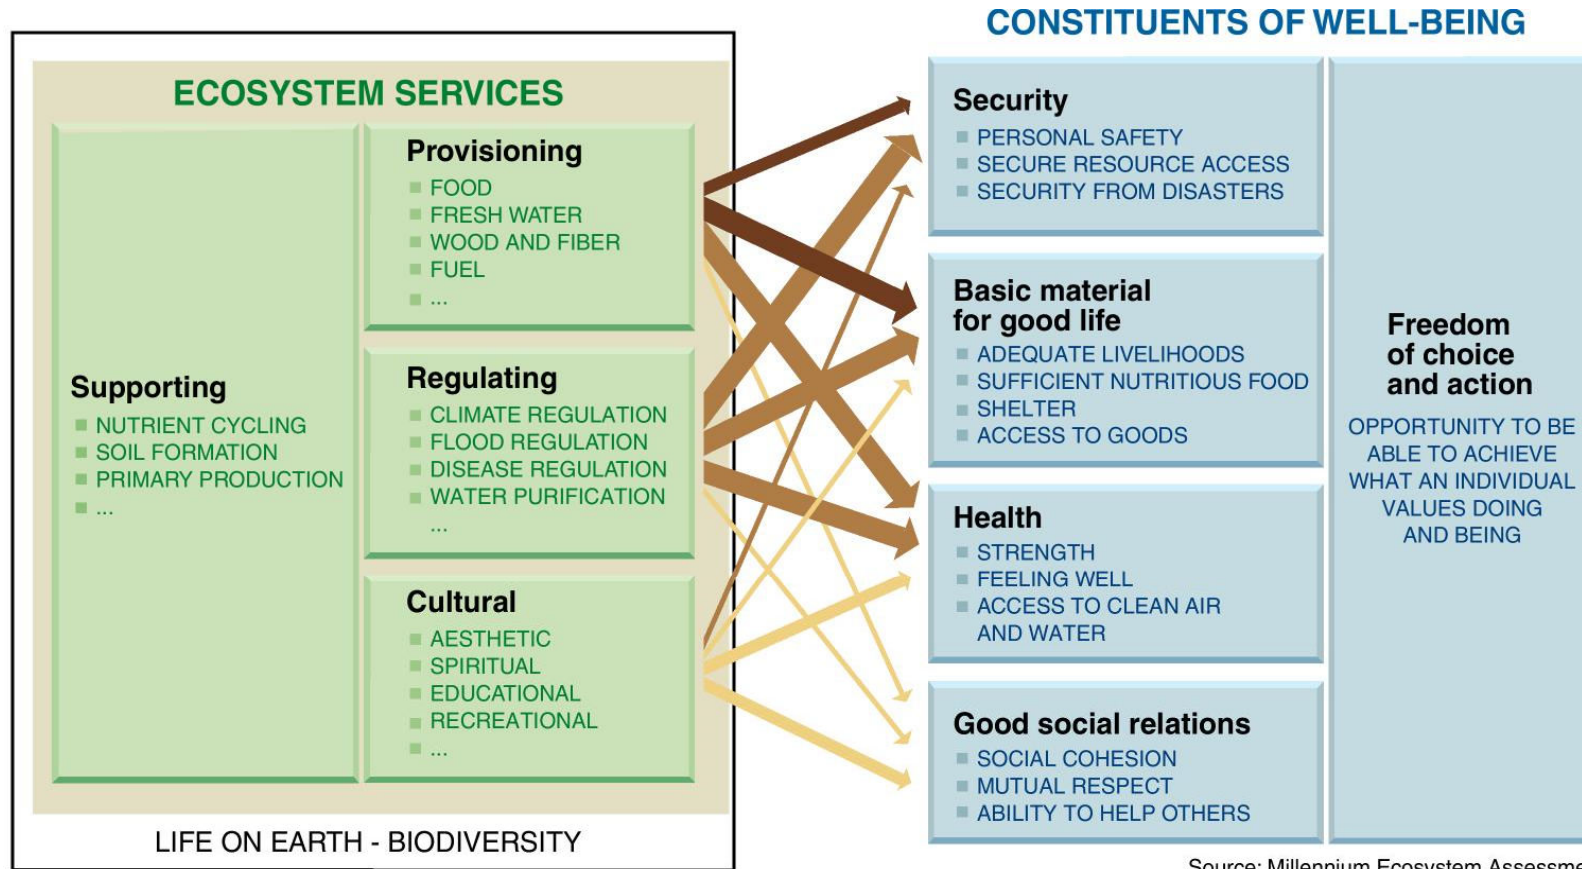 CONSTITUENTS OF WELL-BEING
ECOSYSTEM SERVICES
Supporting
NUTRIENT CYCLING
SOIL FORMATION
PRIMARY PRODUCTION
...
Provisioning
FOOD
FRESH WATER
WOOD AND FIBER
FUEL
...
Regulating
CLIMATE REGULATION
FLOOD REGULATION
DISEASE REGULATION
WATER PURIFICATION
...
Cultural
AESTHETIC
SPIRITUAL
EDUCATIONAL
RECREATIONAL
...
LIFE ON EARTH - BIODIVERSITY
Security
PERSONAL SAFETY
SECURE RESOURCE ACCESS
SECURITY FROM DISASTERS
Basic material
for good life
ADEQUATE LIVELIHOODS
SUFFICIENT NUTRITIOUS FOOD
SHELTER
ACCESS TO GOODS
Health
STRENGTH
FEELING WELL
ACCESS TO CLEAN AIR
AND WATER
Good social relations
SOCIAL COHESION
MUTUAL RESPECT
ABILITY TO HELP OTHERS
Freedom
of choice
and action
OPPORTUNITY TO BE
ABLE TO ACHIEVE
WHAT AN INDIVIDUAL
VALUES DOING
AND BEING
Source: Millennium Ecosystem